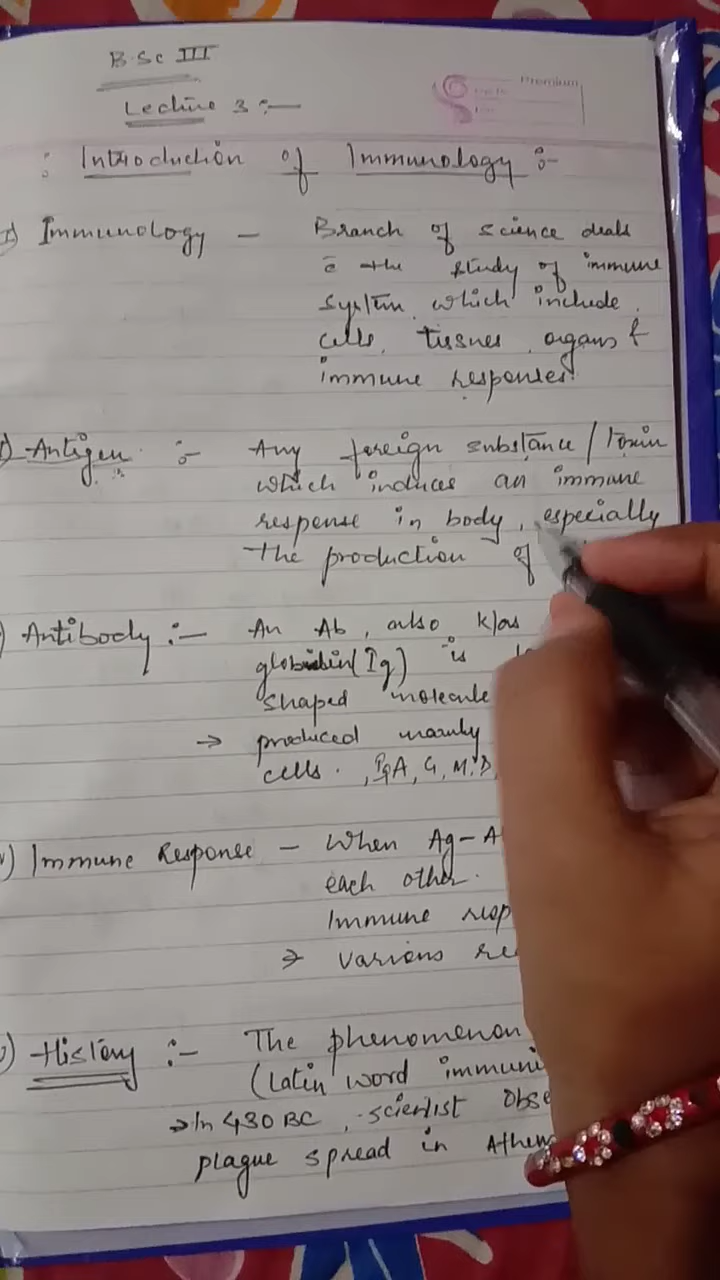 B.Sc III
Premium
Lecture 3 :-
: Introduction of Immunology :-
Immunology - Branch of science deals
c̄ the study of immune
system, which include,
cells, tissues, organs &
immune responses.
Antigen :- Any foreign substance / toxin
which induces an immune
response in body, especially
the production of
Antibody :- An Ab, also k/as
globulin (Ig) is
shaped molecule
→ produced mainly
cells. , IgA, G, M, D,
Immune Response - When Ag-A
each other.
Immune resp
→ various re
History :- The phenomenon
(Latin word immuni
→ In 430 BC, scientist obse
plague spread in Athen